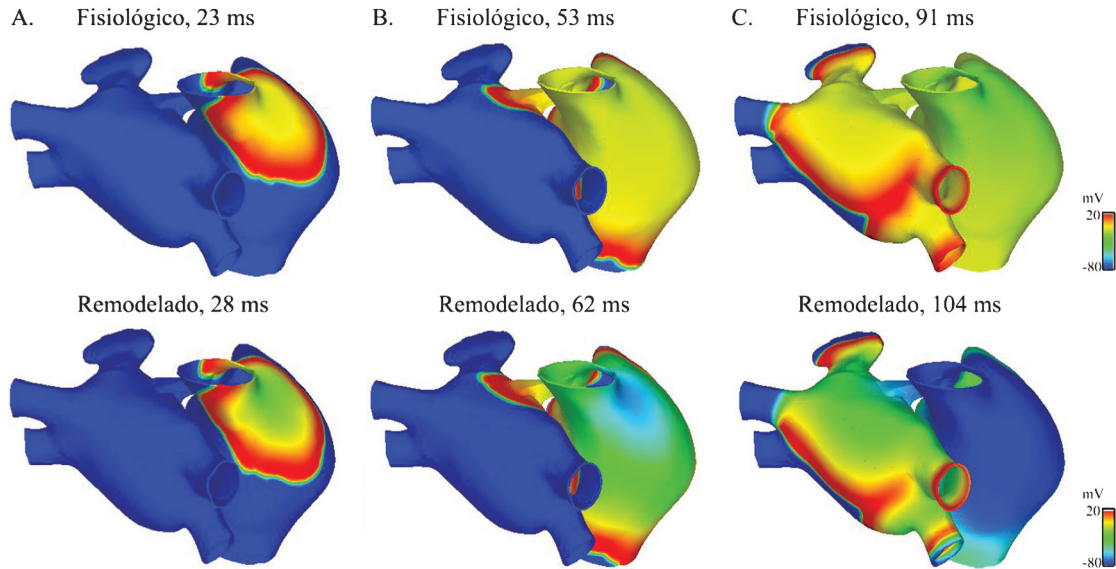 A. Fisiológico, 23 ms
B. Fisiológico, 53 ms
C. Fisiológico, 91 ms
mV
20
-80
Remodelado, 28 ms
Remodelado, 62 ms
Remodelado, 104 ms
mV
20
-80